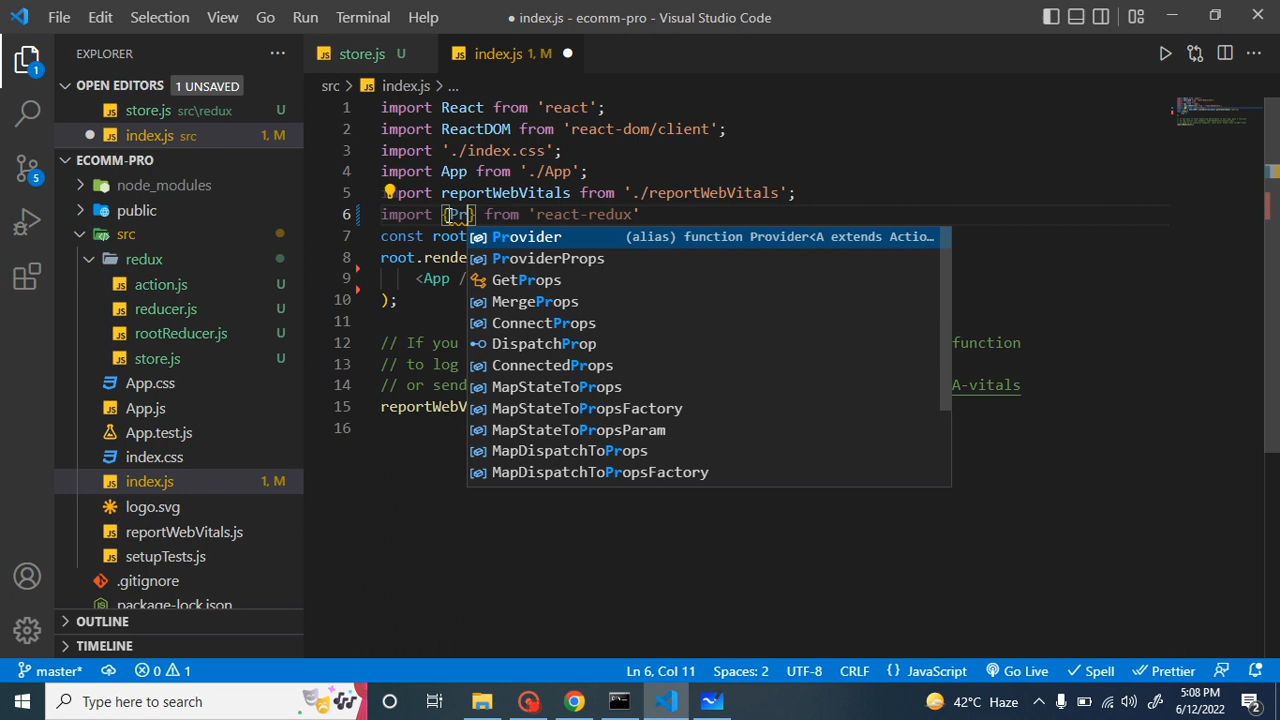 File Edit Selection View Go Run Terminal Help
● index.js - ecomm-pro - Visual Studio Code
EXPLORER
OPEN EDITORS 1 UNSAVED
store.js src\redux U
index.js src 1, M
ECOMM-PRO
node_modules
public
src
redux
action.js U
reducer.js U
rootReducer.js U
store.js U
App.css
App.js
App.test.js
index.css
index.js 1, M
logo.svg
reportWebVitals.js
setupTests.js
.gitignore
package-lock.json
OUTLINE
TIMELINE
1
5
store.js U
index.js 1, M
src > index.js > ...
1 import React from 'react';
2 import ReactDOM from 'react-dom/client';
3 import './index.css';
4 import App from './App';
5 port reportWebVitals from './reportWebVitals';
6 import {Pr} from 'react-redux'
7 const root
8 root.rende
9 <App /
10 );
11
12 // If you function
13 // to log
14 // or send A-vitals
15 reportWebV
16
Provider (alias) function Provider<A extends Actio…
ProviderProps
GetProps
MergeProps
ConnectProps
DispatchProp
ConnectedProps
MapStateToProps
MapStateToPropsFactory
MapStateToPropsParam
MapDispatchToProps
MapDispatchToPropsFactory
master* 0 1 Ln 6, Col 11 Spaces: 2 UTF-8 CRLF {} JavaScript Go Live Spell Prettier
Type here to search
42°C Haze
5:08 PM
6/12/2022
2